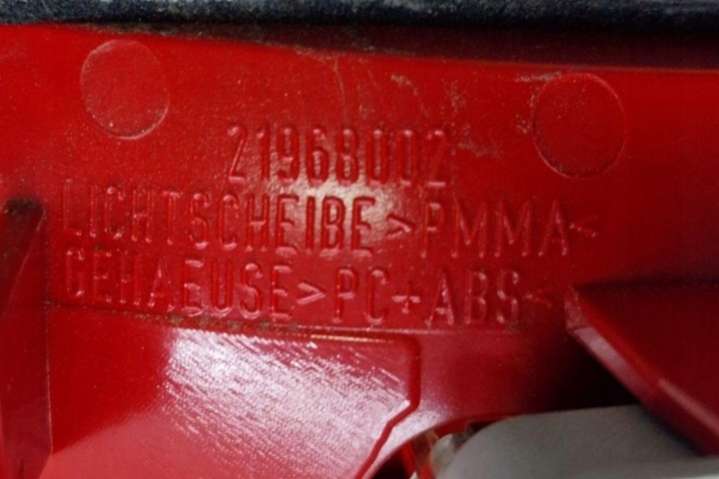 21968002
LICHTSCHEIBE>PMMA<
GEHAEUSE>PC+ABS<